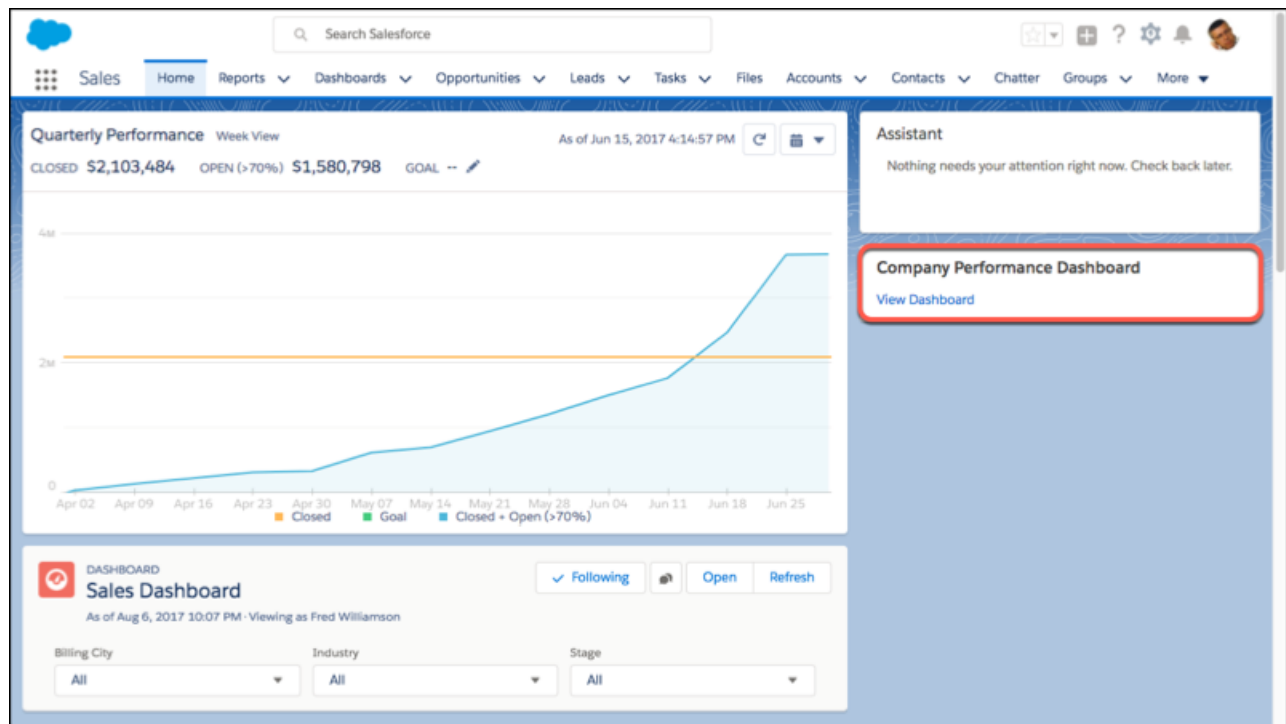 Search Salesforce
Sales Home Reports Dashboards Opportunities Leads Tasks Files Accounts Contacts Chatter Groups More
Quarterly Performance Week View
As of Jun 15, 2017 4:14:57 PM
CLOSED $2,103,484 OPEN (>70%) $1,580,798 GOAL --
4M
2M
0
Apr 02 Apr 09 Apr 16 Apr 23 Apr 30 May 07 May 14 May 21 May 28 Jun 04 Jun 11 Jun 18 Jun 25
Closed Goal Closed + Open (>70%)
Assistant
Nothing needs your attention right now. Check back later.
Company Performance Dashboard
View Dashboard
DASHBOARD
Sales Dashboard
As of Aug 6, 2017 10:07 PM·Viewing as Fred Williamson
Following Open Refresh
Billing City Industry Stage
All All All